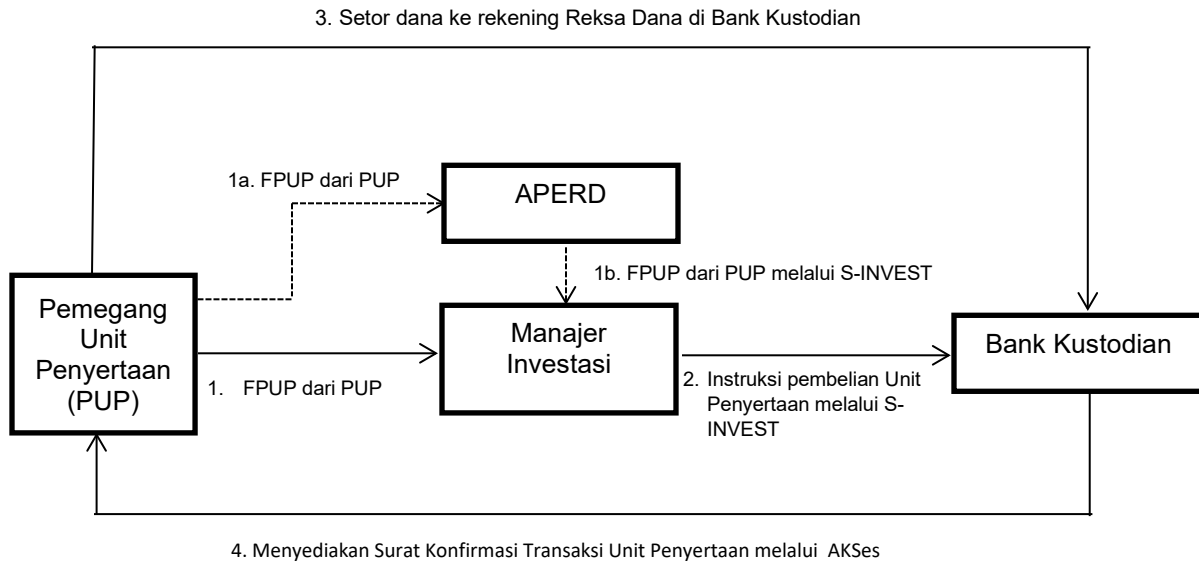 3. Setor dana ke rekening Reksa Dana di Bank Kustodian
1a. FPUP dari PUP
APERD
1b. FPUP dari PUP melalui S-INVEST
Pemegang
Unit
Penyertaan
(PUP)
Manajer
Investasi
Bank Kustodian
1. FPUP dari PUP
2. Instruksi pembelian Unit
Penyertaan melalui S-
INVEST
4. Menyediakan Surat Konfirmasi Transaksi Unit Penyertaan melalui AKSes